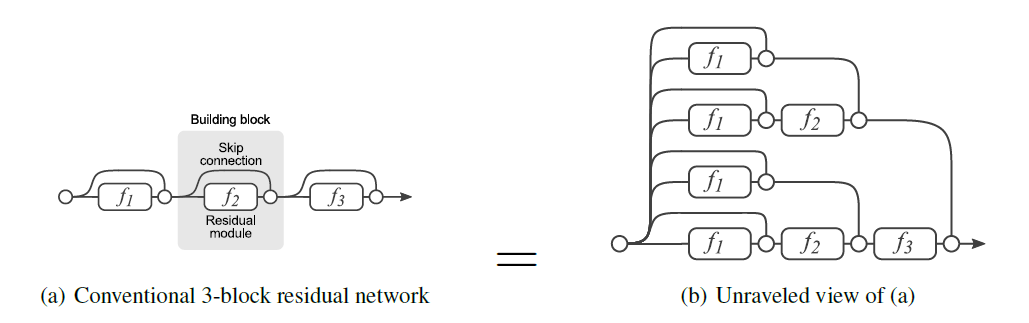 Building block
Skip
connection
f1
f2
f3
Residual
module
(a) Conventional 3-block residual network
=
f1
f1
f2
f1
f1
f2
f3
(b) Unraveled view of (a)